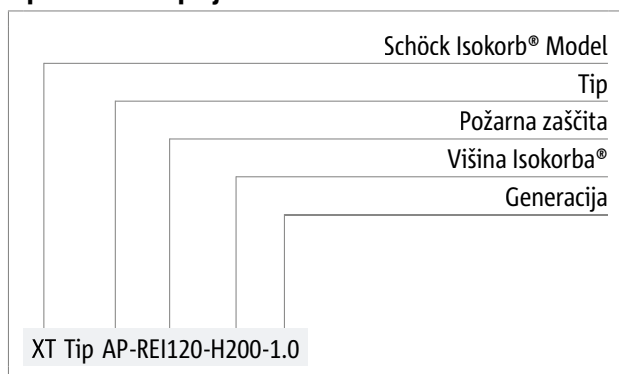 Schöck Isokorb® Model
Tip
Požarna zaščita
Višina Isokorba®
Generacija
XT Tip AP-REI120-H200-1.0